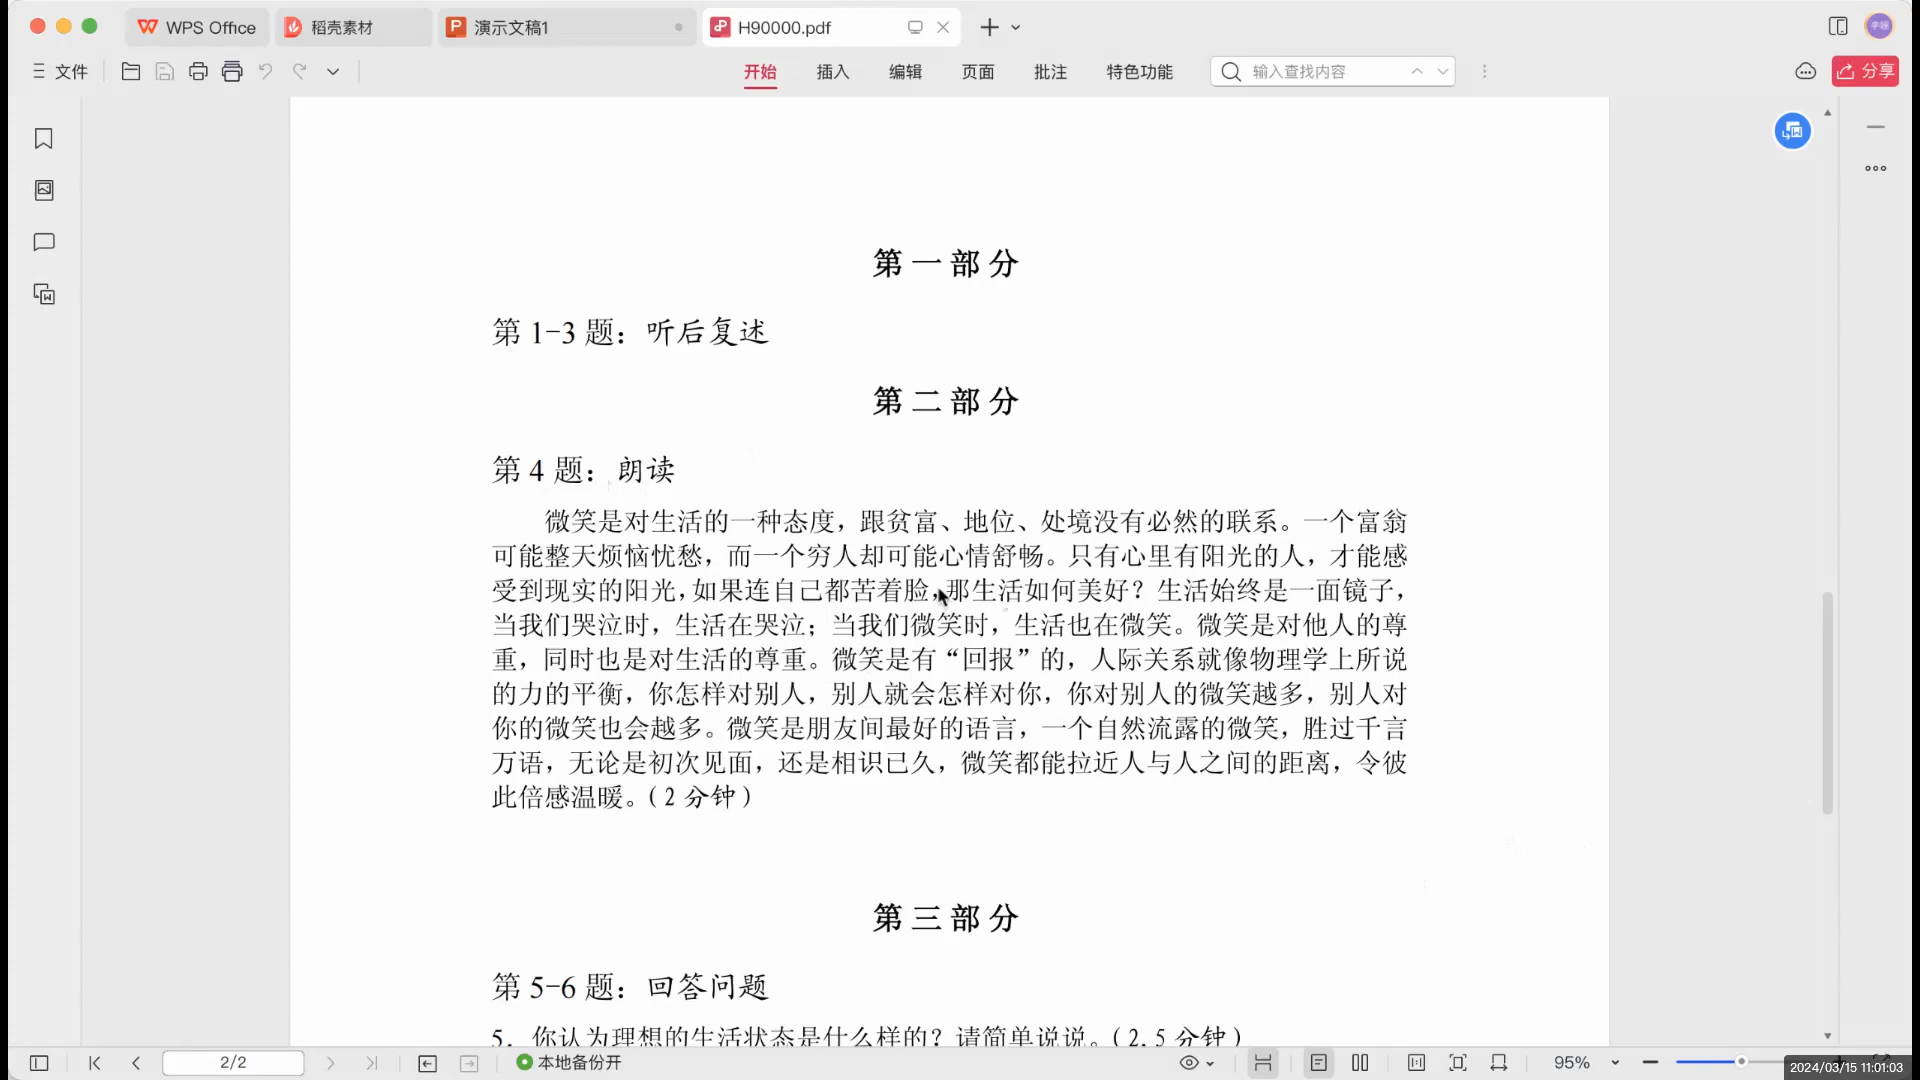 WPS Office 稻壳素材 演示文稿1 H90000.pdf
文件 开始 插入 编辑 页面 批注 特色功能 输入查找内容 分享
第一部分
第1-3题：听后复述
第二部分
第4题：朗读
微笑是对生活的一种态度，跟贫富、地位、处境没有必然的联系。一个富翁
可能整天烦恼忧愁，而一个穷人却可能心情舒畅。只有心里有阳光的人，才能感
受到现实的阳光，如果连自己都苦着脸，那生活如何美好？生活始终是一面镜子，
当我们哭泣时，生活在哭泣；当我们微笑时，生活也在微笑。微笑是对他人的尊
重，同时也是对生活的尊重。微笑是有“回报”的，人际关系就像物理学上所说
的力的平衡，你怎样对别人，别人就会怎样对你，你对别人的微笑越多，别人对
你的微笑也会越多。微笑是朋友间最好的语言，一个自然流露的微笑，胜过千言
万语，无论是初次见面，还是相识已久，微笑都能拉近人与人之间的距离，令彼
此倍感温暖。（2分钟）
第三部分
第5-6题：回答问题
5．你认为理想的生活状态是什么样的？请简单说说。（2.5分钟）
2/2 本地备份开 95%
2024/03/15 11:01:03